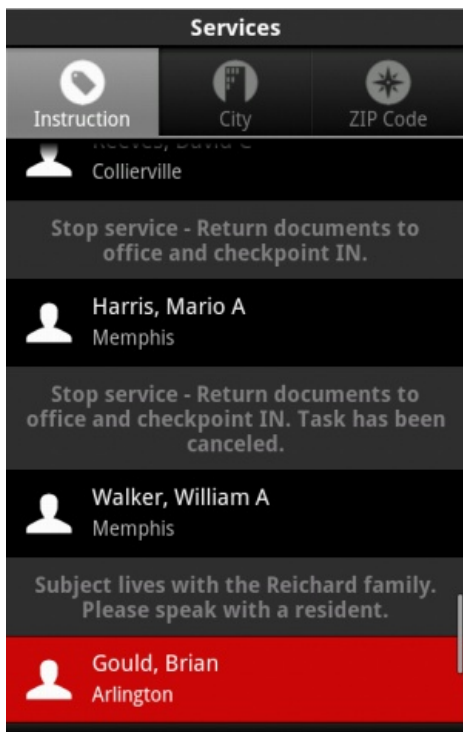 Services
Instruction
City
ZIP Code
Reeves, David C
Collierville
Stop service - Return documents to
office and checkpoint IN.
Harris, Mario A
Memphis
Stop service - Return documents to
office and checkpoint IN. Task has been
canceled.
Walker, William A
Memphis
Subject lives with the Reichard family.
Please speak with a resident.
Gould, Brian
Arlington